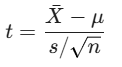 t = \frac{\bar{X} - \mu}{s/\sqrt{n}}